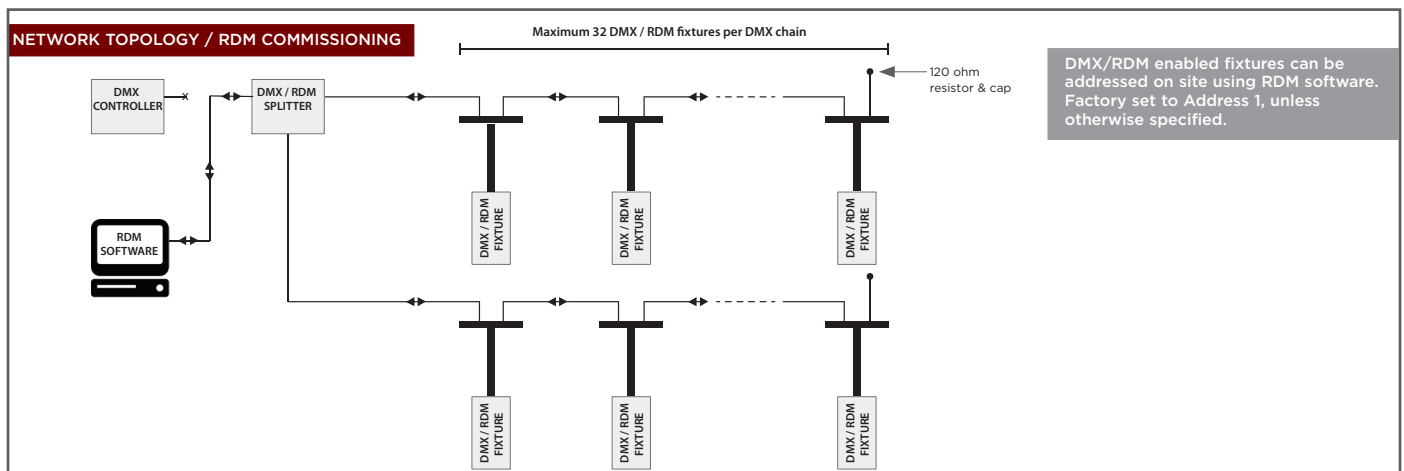 NETWORK TOPOLOGY / RDM COMMISSIONING
Maximum 32 DMX / RDM fixtures per DMX chain
DMX
CONTROLLER
x
DMX / RDM
SPLITTER
120 ohm
resistor & cap
DMX/RDM enabled fixtures can be
addressed on site using RDM software.
Factory set to Address 1, unless
otherwise specified.
RDM
SOFTWARE
DMX / RDM
FIXTURE
DMX / RDM
FIXTURE
DMX / RDM
FIXTURE
DMX / RDM
FIXTURE
DMX / RDM
FIXTURE
DMX / RDM
FIXTURE